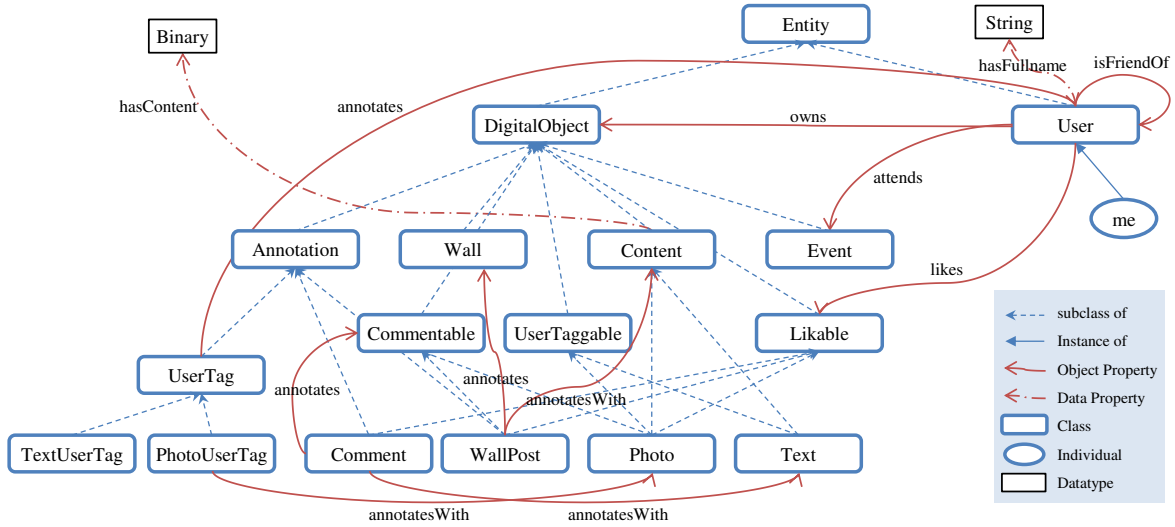 Entity
String
Binary
hasFullname
isFriendOf
hasContent
annotates
DigitalObject
owns
User
attends
me
Annotation
Wall
Content
Event
likes
subclass of
Commentable
UserTaggable
Likable
Instance of
UserTag
annotates
annotates
Object Property
annotatesWith
Data Property
Class
TextUserTag
PhotoUserTag
Comment
WallPost
Photo
Text
Individual
Datatype
annotatesWith
annotatesWith